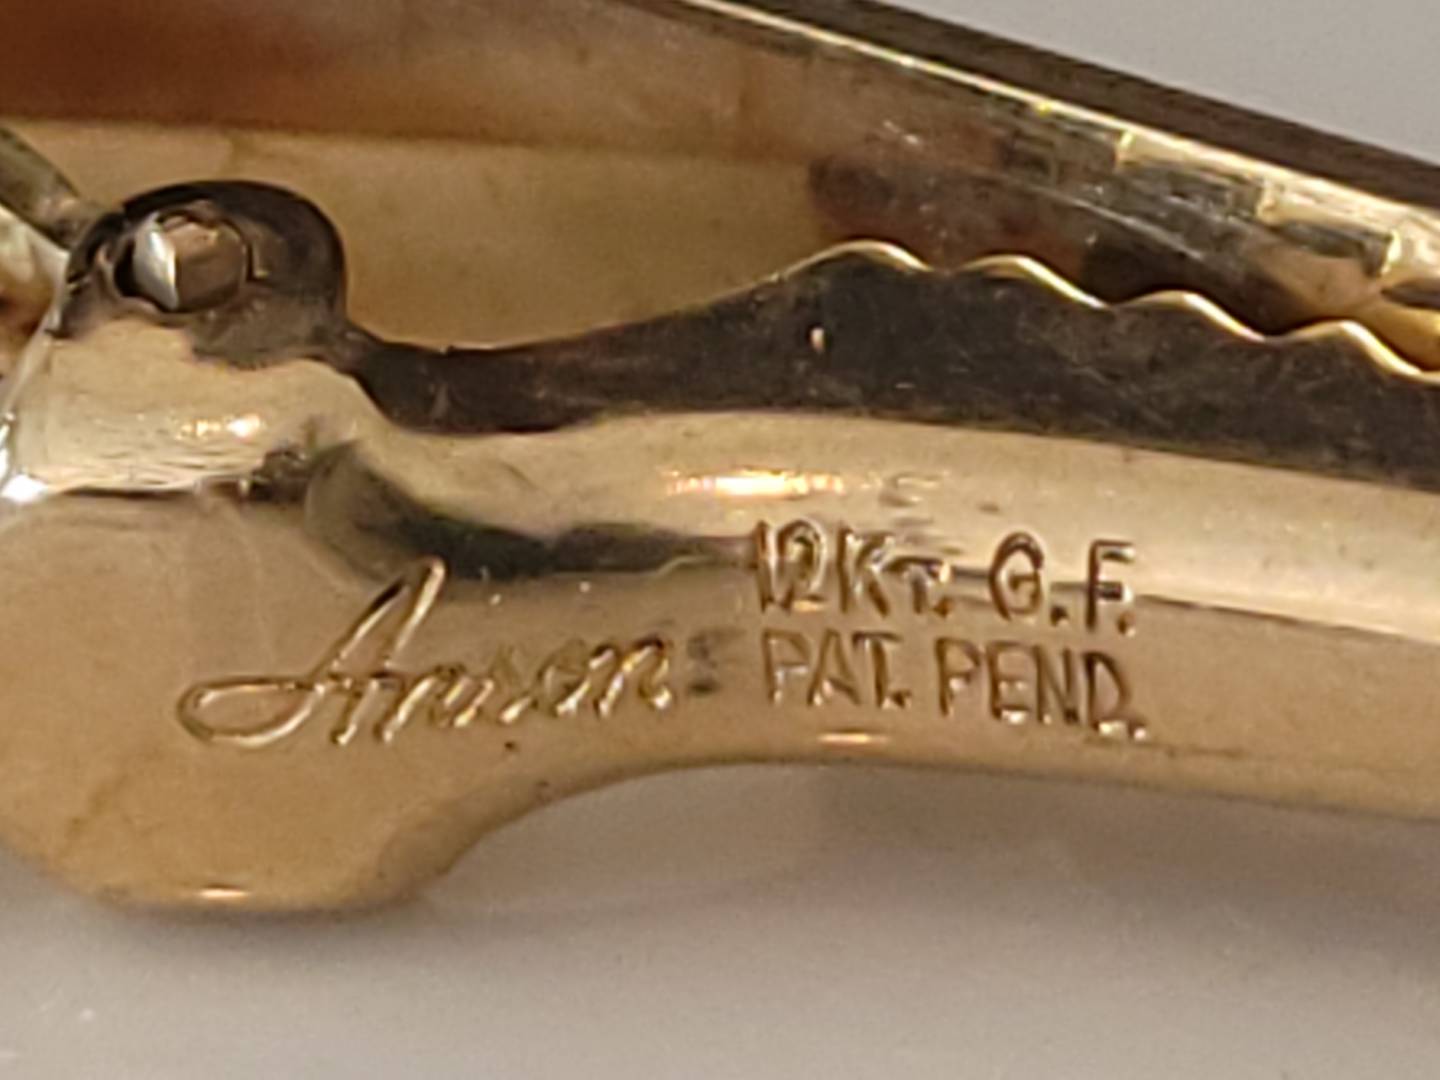 Anson 12KT. G.F.
PAT. PEND.